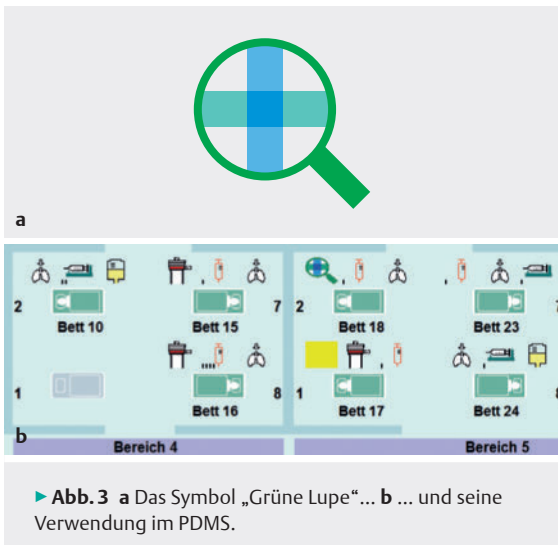 a
2
Bett 10
Bett 15
7
2
Bett 18
Bett 23
7
1
Bett 16
8
1
Bett 17
Bett 24
8
b
Bereich 4
Bereich 5
► Abb. 3 a Das Symbol „Grüne Lupe“... b ... und seine
Verwendung im PDMS.